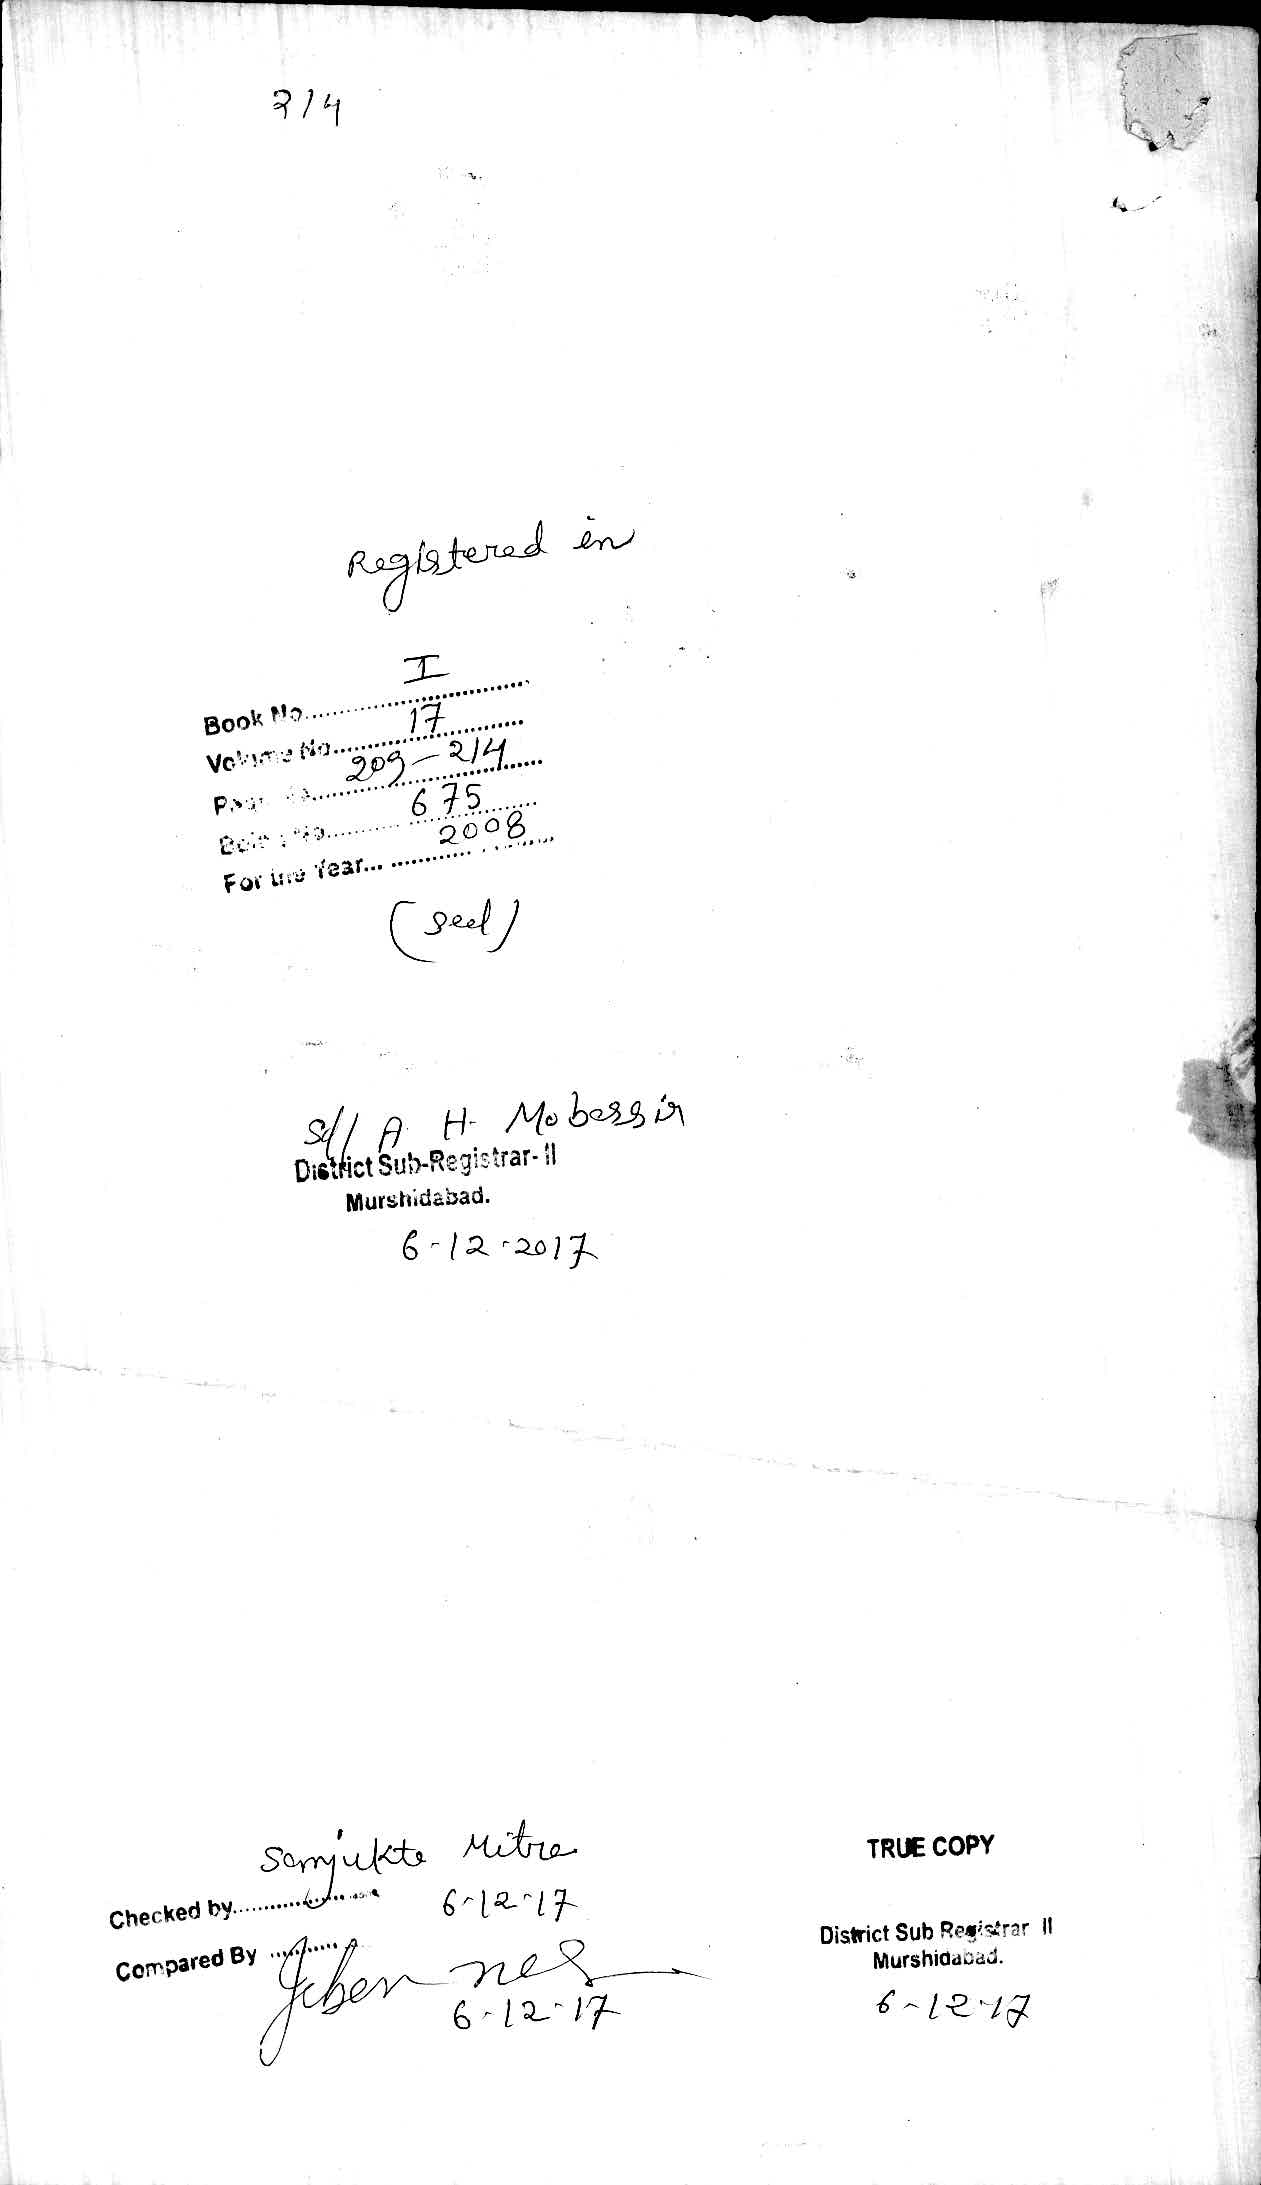 214
Registered in
Book No. I
Volume No. 17
Page No. 209-214
Being No. 675
For the Year... 2008
(seal)
Sd/ A. H. Mobassir
District Sub-Registrar-II
Murshidabad.
6-12-2017
Samjukta Mitra
Checked by 6-12-17
Compared By
6-12-17
TRUE COPY
District Sub Registrar II
Murshidabad.
6-12-17